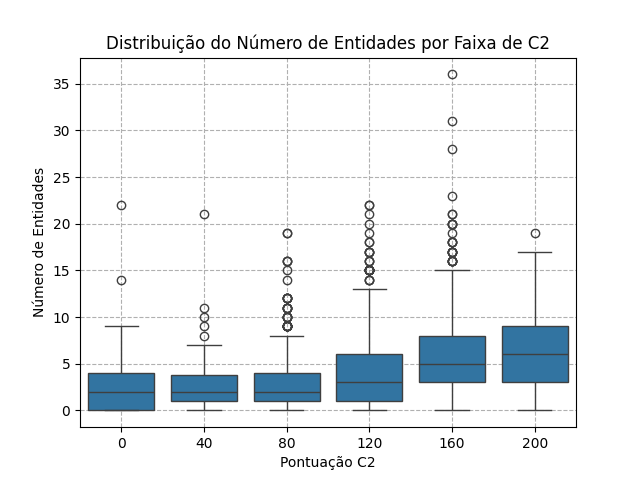 Distribuição do Número de Entidades por Faixa de C2
Número de Entidades
35
30
25
20
15
10
5
0
0 40 80 120 160 200
Pontuação C2